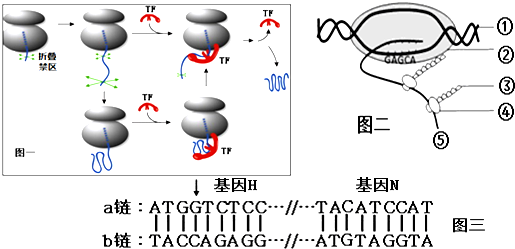 TF
TF
折叠
禁区
TF
TF
TF
图一
GAGCA
①
②
③
④
⑤
图二
↓ 基因H 基因N
a链:ATGGTCTCC…//…TACATCCAT
b链:TACCAGAGG…//…ATGTAGGTA
图三